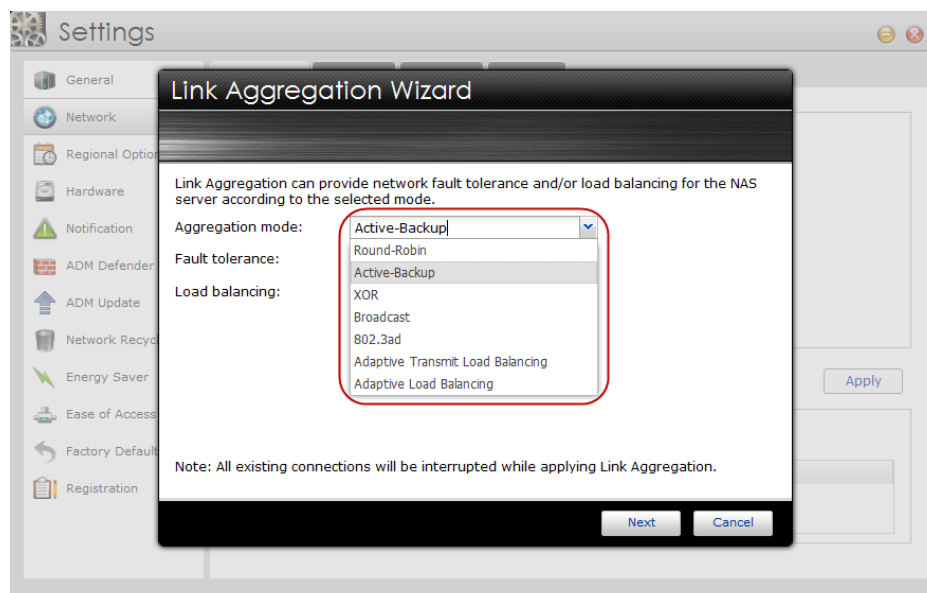 Settings
General
Network
Regional Option
Hardware
Notification
ADM Defender
ADM Update
Network Recyc
Energy Saver
Ease of Access
Factory Default
Registration
Link Aggregation Wizard
Link Aggregation can provide network fault tolerance and/or load balancing for the NAS
server according to the selected mode.
Aggregation mode:
Active-Backup
Fault tolerance:
Load balancing:
Round-Robin
Active-Backup
XOR
Broadcast
802.3ad
Adaptive Transmit Load Balancing
Adaptive Load Balancing
Note: All existing connections will be interrupted while applying Link Aggregation.
Next
Cancel
Apply